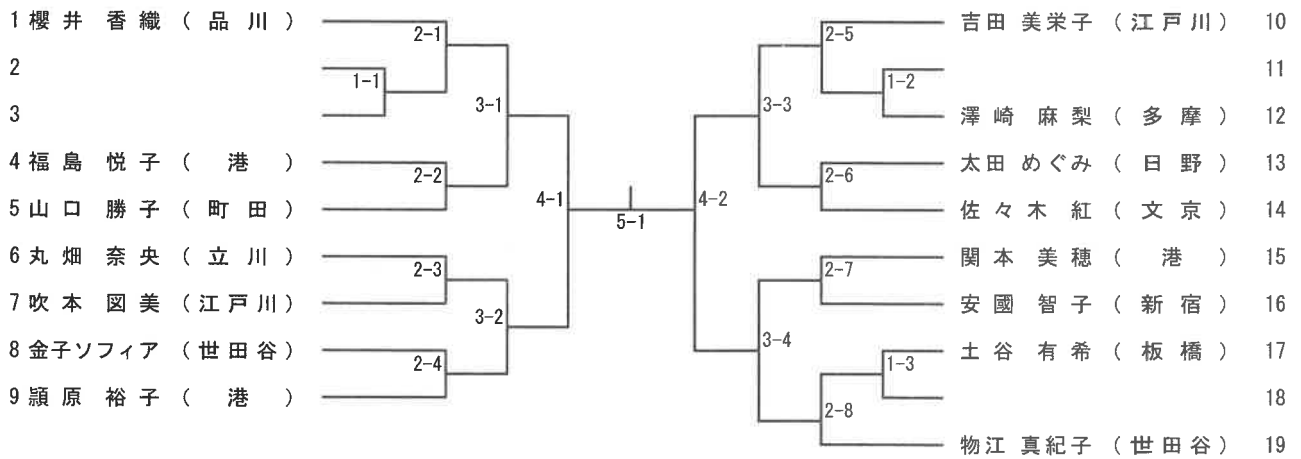 1 櫻井 香織 ( 品川 )
2
3
4 福島 悦子 ( 港 )
5 山口 勝子 ( 町田 )
6 丸畑 奈央 ( 立川 )
7 吹本 図美 ( 江戸川 )
8 金子ソフィア ( 世田谷 )
9 頴原 裕子 ( 港 )
2-1
1-1
3-1
2-2
4-1
2-3
3-2
2-4
5-1
4-2
2-5
1-2
3-3
2-6
2-7
3-4
1-3
2-8
吉田 美栄子 ( 江戸川 ) 10
11
澤崎 麻梨 ( 多摩 ) 12
太田 めぐみ ( 日野 ) 13
佐々木 紅 ( 文京 ) 14
関本 美穂 ( 港 ) 15
安國 智子 ( 新宿 ) 16
土谷 有希 ( 板橋 ) 17
18
物江 真紀子 ( 世田谷 ) 19